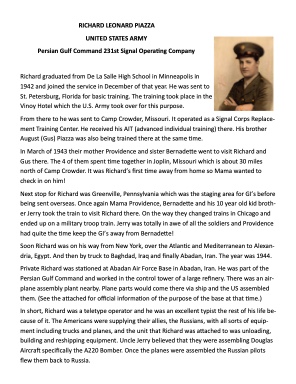 RICHARD LEONARD PIAZZA
UNITED STATES ARMY
Persian Gulf Command 231st Signal Operating Company
Richard graduated from De La Salle High School in Minneapolis in
1942 and joined the service in December of that year. He was sent to
St. Petersburg, Florida for basic training. The training took place in the
Vinoy Hotel which the U.S. Army took over for this purpose.
From there to he was sent to Camp Crowder, Missouri. It operated as a Signal Corps Replace-
ment Training Center. He received his AIT (advanced individual training) there. His brother
August (Gus) Piazza was also being trained there at the same time.
In March of 1943 their mother Providence and sister Bernadette went to visit Richard and
Gus there. The 4 of them spent time together in Joplin, Missouri which is about 30 miles
north of Camp Crowder. It was Richard's first time away from home so Mama wanted to
check in on him!
Next stop for Richard was Greenville, Pennsylvania which was the staging area for GI's before
being sent overseas. Once again Mama Providence, Bernadette and his 10 year old kid broth-
er Jerry took the train to visit Richard there. On the way they changed trains in Chicago and
ended up on a military troop train. Jerry was totally in awe of all the soldiers and Providence
had quite the time keep the GI's away from Bernadette!
Soon Richard was on his way from New York, over the Atlantic and Mediterranean to Alexan-
dria, Egypt. And then by truck to Baghdad, Iraq and finally Abadan, Iran. The year was 1944.
Private Richard was stationed at Abadan Air Force Base in Abadan, Iran. He was part of the
Persian Gulf Command and worked in the control tower of a large refinery. There was an air-
plane assembly plant nearby. Plane parts would come there via ship and the US assembled
them. (See the attached for official information of the purpose of the base at that time.)
In short, Richard was a teletype operator and he was an excellent typist the rest of his life be-
cause of it. The Americans were supplying their allies, the Russians, with all sorts of equip-
ment including trucks and planes, and the unit that Richard was attached to was unloading,
building and reshipping the equipment. Uncle Jerry believed that they were assembling Douglas
Aircraft specifically the A220 Bomber. Once the planes were assembled the Russian pilots
flew them back to Russia.